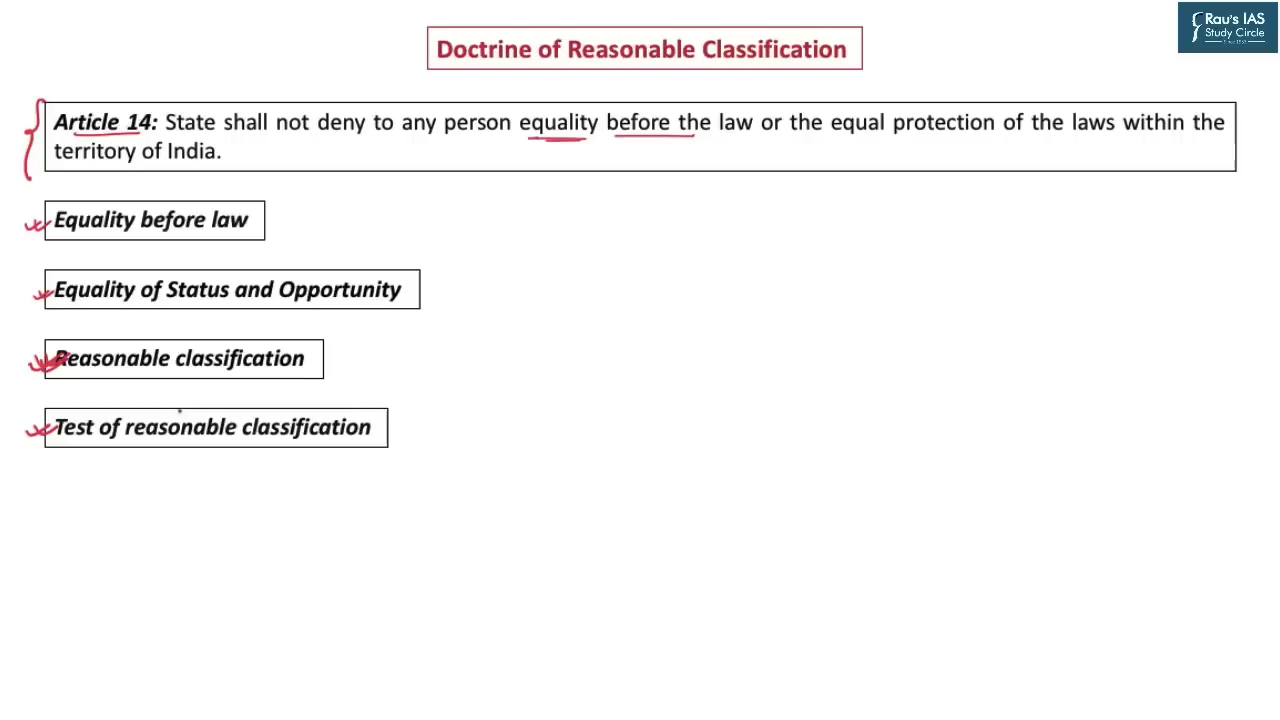 Rau's IAS
Study Circle
Since 1953
Doctrine of Reasonable Classification
Article 14: State shall not deny to any person equality before the law or the equal protection of the laws within the
territory of India.
Equality before law
Equality of Status and Opportunity
Reasonable classification
Test of reasonable classification